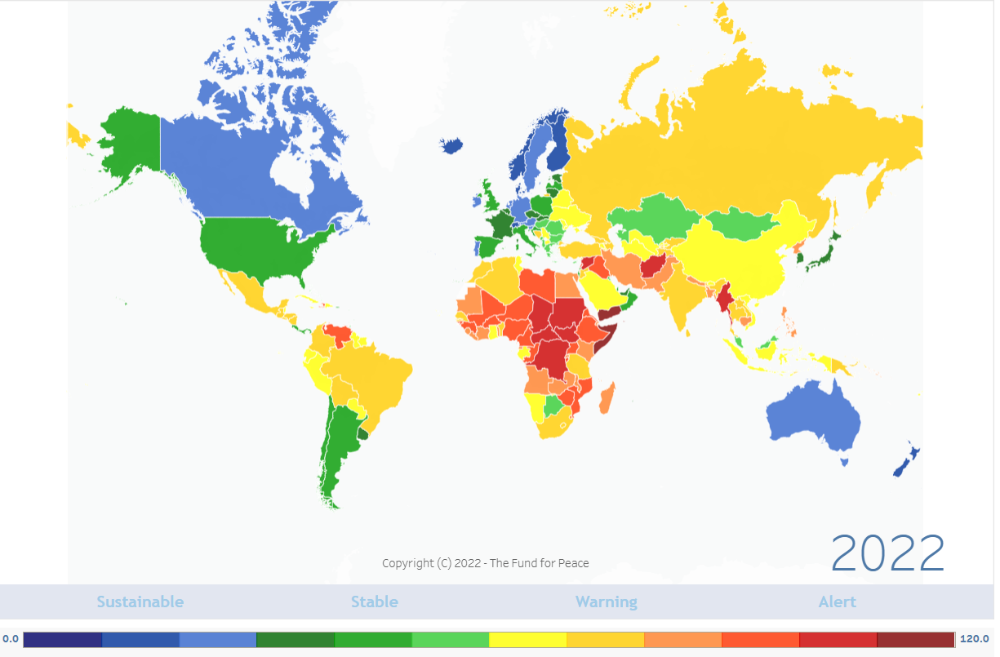 2022
Copyright (C) 2022 - The Fund for Peace
Sustainable Stable Warning Alert
0.0 120.0